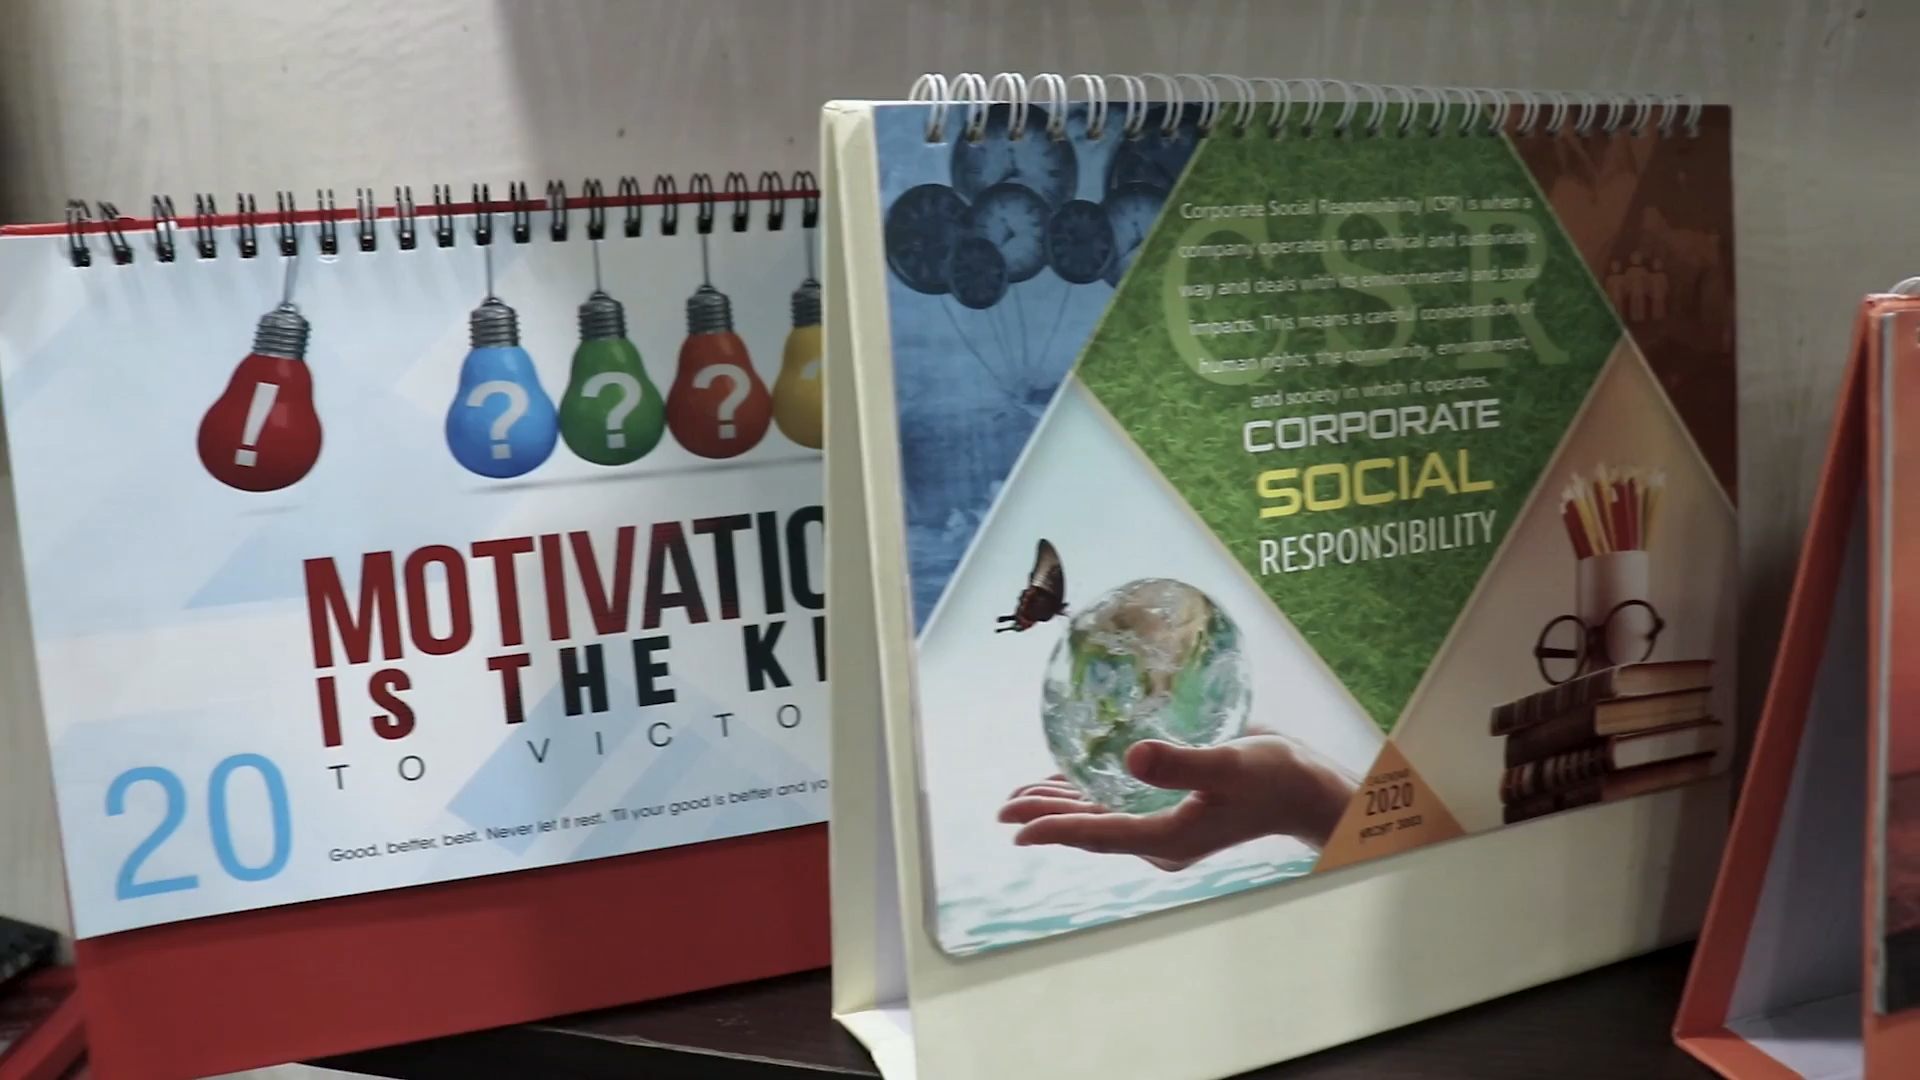 !
?
?
?
?
MOTIVATIO
IS THE K
TO VICTO
20
Good, better, best. Never let it rest. 'Til your good is better and yo
CSR
Corporate Social Responsibility (CSR) is when a
company operates in an ethical and sustainable
way and deals with its environmental and social
impacts. This means a careful consideration of
human rights, the community, environment,
and society in which it operates.
CORPORATE
SOCIAL
RESPONSIBILITY
CALENDAR
2020